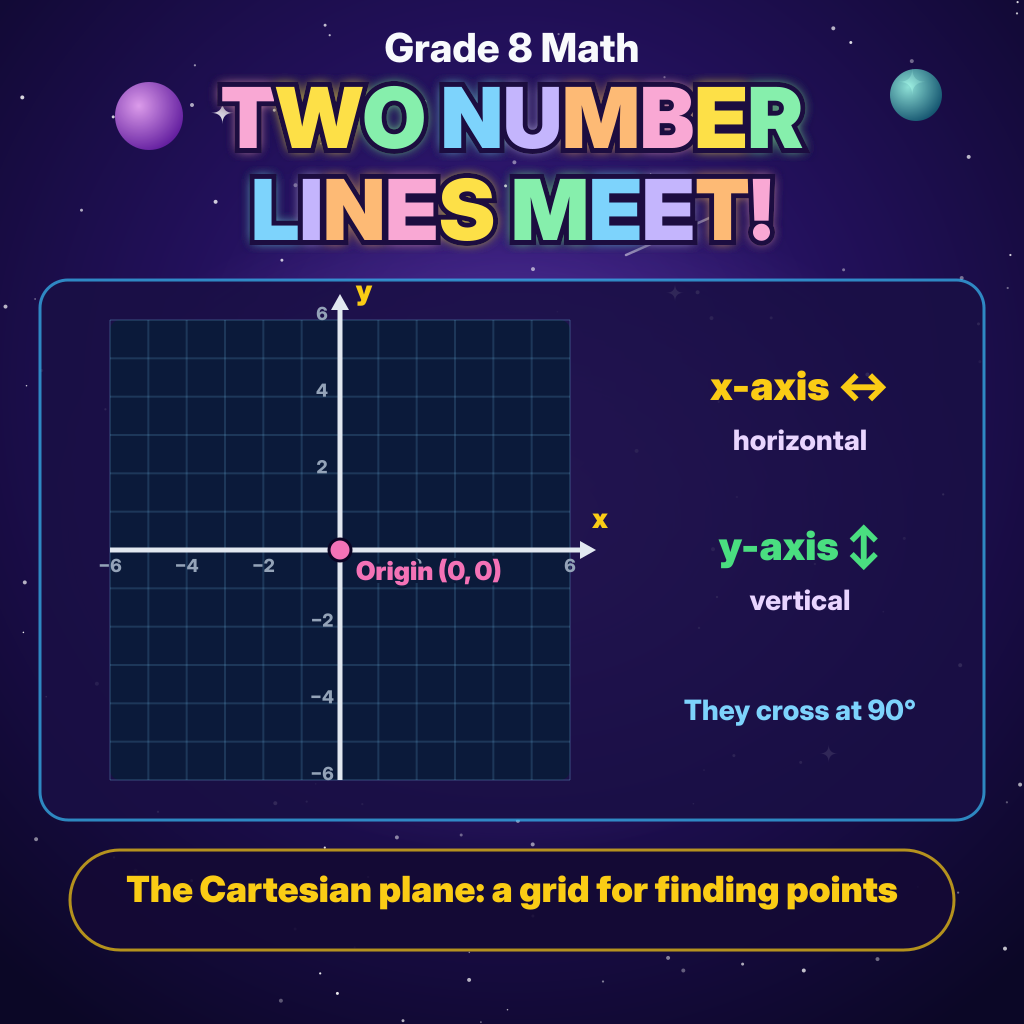 Grade 8 Math
TWO NUMBER
LINES MEET!
y
6
4
2
x
x-axis ↔
horizontal
y-axis ↕
vertical
They cross at 90°
−6 −4 −2 Origin (0, 0) 6
−2
−4
−6
The Cartesian plane: a grid for finding points